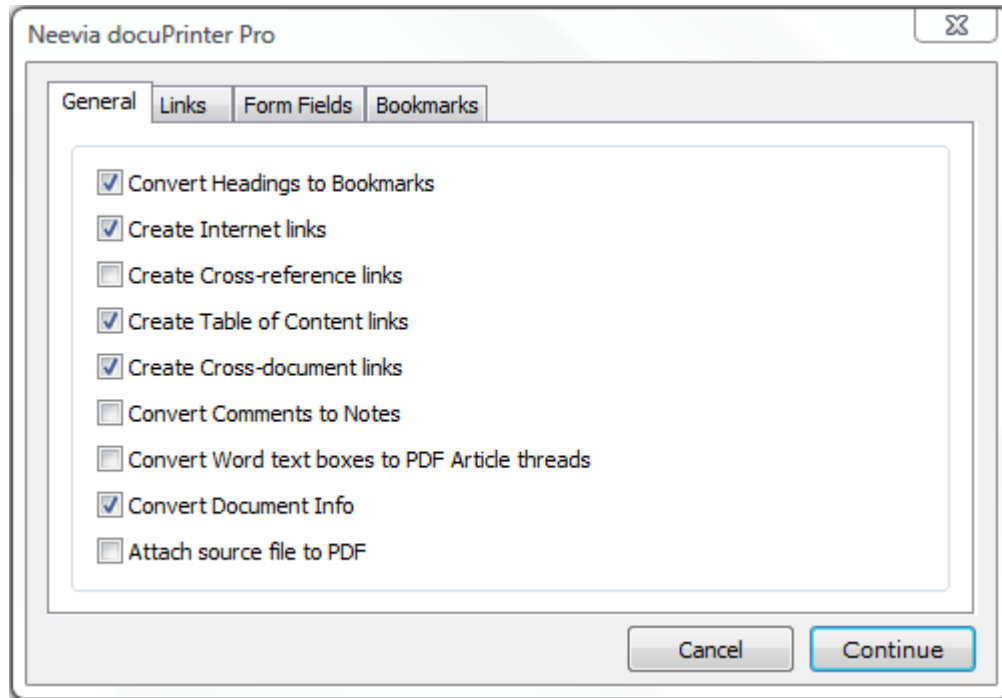 Neevia docuPrinter Pro
General Links Form Fields Bookmarks
Convert Headings to Bookmarks
Create Internet links
Create Cross-reference links
Create Table of Content links
Create Cross-document links
Convert Comments to Notes
Convert Word text boxes to PDF Article threads
Convert Document Info
Attach source file to PDF
Cancel Continue